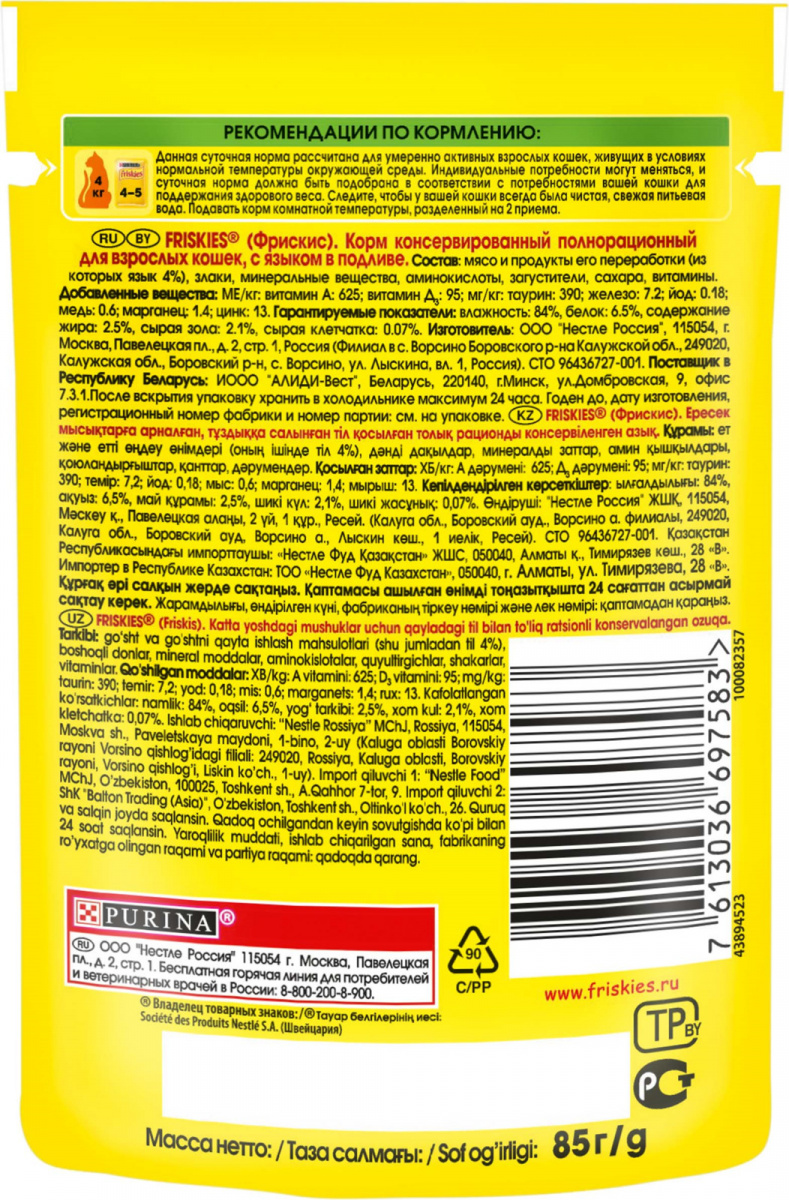 РЕКОМЕНДАЦИИ ПО КОРМЛЕНИЮ:
4 кг
Friskies
4–5
Данная суточная норма рассчитана для умеренно активных взрослых кошек, живущих в условиях
нормальной температуры окружающей среды. Индивидуальные потребности могут меняться, и
суточная норма должна быть подобрана в соответствии с потребностями вашей кошки для
поддержания здорового веса. Следите, чтобы у вашей кошки всегда была чистая, свежая питьевая
вода. Подавать корм комнатной температуры, разделенный на 2 приема.
RU BY FRISKIES® (Фрискис). Корм консервированный полнорационный
для взрослых кошек, с языком в подливе. Состав: мясо и продукты его переработки (из
которых язык 4%), злаки, минеральные вещества, аминокислоты, загустители, сахара, витамины.
Добавленные вещества: МЕ/кг: витамин А: 625; витамин Д₃: 95; мг/кг: таурин: 390; железо: 7.2; йод: 0.18;
медь: 0.6; марганец: 1.4; цинк: 13. Гарантируемые показатели: влажность: 84%, белок: 6.5%, содержание
жира: 2.5%, сырая зола: 2.1%, сырая клетчатка: 0.07%. Изготовитель: ООО "Нестле Россия", 115054, г.
Москва, Павелецкая пл., д. 2, стр. 1, Россия (Филиал в с. Ворсино Боровского р-на Калужской обл., 249020,
Калужская обл., Боровский р-н, с. Ворсино, ул. Лыскина, вл. 1, Россия). СТО 96436727-001. Поставщик в
Республику Беларусь: ИООО "АЛИДИ-Вест", Беларусь, 220140, г.Минск, ул.Домбровская, 9, офис
7.3.1.После вскрытия упаковку хранить в холодильнике максимум 24 часа. Годен до, дату изготовления,
регистрационный номер фабрики и номер партии: см. на упаковке. KZ FRISKIES® (Фрискис). Ересек
мысықтарға арналған, тұздыққа салынған тіл қосылған толық рационды консервіленген азық. Құрамы: ет
және етті өңдеу өнімдері (оның ішінде тіл 4%), дәнді дақылдар, минералды заттар, амин қышқылдары,
қоюландырғыштар, қанттар, дәрумендер. Қосылған заттар: ХБ/кг: А дәрумені: 625; Д₃ дәрумені: 95; мг/кг: таурин:
390; темір: 7,2; йод: 0,18; мыс: 0,6; марганец: 1,4; мырыш: 13. Кепілдендірілген көрсеткіштер: ылғалдылығы: 84%,
ақуыз: 6,5%, май құрамы: 2,5%, шикі күл: 2,1%, шикі жасұнық: 0,07%. Өндіруші: "Нестле Россия" ЖШҚ, 115054,
Мәскеу қ., Павелецкая алаңы, 2 үй, 1 құр., Ресей. (Калуга обл., Боровский ауд., Ворсино а. филиалы, 249020,
Калуга обл., Боровский ауд, Ворсино а., Лыскин көш., 1 иелік, Ресей). СТО 96436727-001. Қазақстан
Республикасындағы импорттаушы: «Нестле Фуд Қазақстан» ЖШС, 050040, Алматы қ., Тимирязев көш., 28 «В».
Импортер в Республике Казахстан: ТОО «Нестле Фуд Казахстан», 050040, г. Алматы, ул. Тимирязева, 28 «В».
Құрғақ әрі салқын жерде сақтаңыз. Қаптамасы ашылған өнімді тоңазытқышта 24 сағаттан асырмай
сақтау керек. Жарамдылығы, өндірілген күні, фабриканың тіркеу нөмірі және лек нөмірі: қаптамадан қараңыз.
UZ FRISKIES® (Friskis). Katta yoshdagi mushuklar uchun qayladagi til bilan to'liq ratsionli konservalangan ozuqa.
Tarkibi: go'sht va go'shtni qayta ishlash mahsulotlari (shu jumladan til 4%),
boshoqli donlar, mineral moddalar, aminokislotalar, quyultirgichlar, shakarlar,
vitaminlar. Qo'shilgan moddalar: XB/kg: A vitamini: 625; D₃ vitamini: 95; mg/kg:
taurin: 390; temir: 7,2; yod: 0,18; mis: 0,6; marganets: 1,4; rux: 13. Kafolatlangan
ko'rsatkichlar: namlik: 84%, oqsil: 6,5%, yog' tarkibi: 2,5%, xom kul: 2,1%, xom
kletchatka: 0,07%. Ishlab chiqaruvchi: "Nestle Rossiya" MChJ, Rossiya, 115054,
Moskva sh., Paveletskaya maydoni, 1-bino, 2-uy (Kaluga oblasti Borovskiy
rayoni Vorsino qishlog'idagi filiali: 249020, Rossiya, Kaluga oblasti, Borovskiy
rayoni, Vorsino qishlog'i, Liskin ko'ch., 1-uy). Import qiluvchi 1: "Nestle Food"
MChJ, O'zbekiston, 100025, Toshkent sh., A.Qahhor 7-tor, 9. Import qiluvchi 2:
ShK "Balton Trading (Asia)", O'zbekiston, Toshkent sh., Oltinko'l ko'ch., 26. Quruq
va salqin joyda saqlansin. Qadoq ochilgandan keyin sovutgishda ko'pi bilan
24 soat saqlansin. Yaroqlilik muddati, ishlab chiqarilgan sana, fabrikaning
ro'yxatga olingan raqami va partiya raqami: qadoqda qarang.
7 613036 697583 >
100082357
43894523
PURINA®
RU ООО "Нестле Россия" 115054 г. Москва, Павелецкая
пл., д. 2, стр. 1. Бесплатная горячая линия для потребителей
и ветеринарных врачей в России: 8-800-200-8-900.
90
C/PP
www.friskies.ru
® Владелец товарных знаков:/® Тауар белгілерінің иесі:
Société des Produits Nestlé S.A. (Швейцария)
TP BY
РСТ
Масса нетто: / Таза салмағы: / Sof og'irligi: 85 г/g